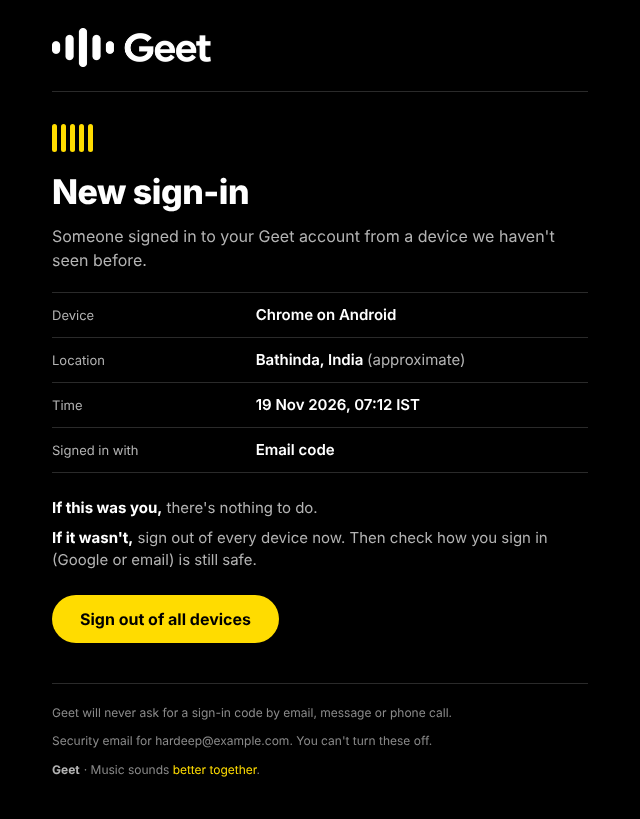 Geet
New sign-in
Someone signed in to your Geet account from a device we haven't
seen before.
Device Chrome on Android
Location Bathinda, India (approximate)
Time 19 Nov 2026, 07:12 IST
Signed in with Email code
If this was you, there's nothing to do.
If it wasn't, sign out of every device now. Then check how you sign in
(Google or email) is still safe.
Sign out of all devices
Geet will never ask for a sign-in code by email, message or phone call.
Security email for hardeep@example.com. You can't turn these off.
Geet · Music sounds better together.